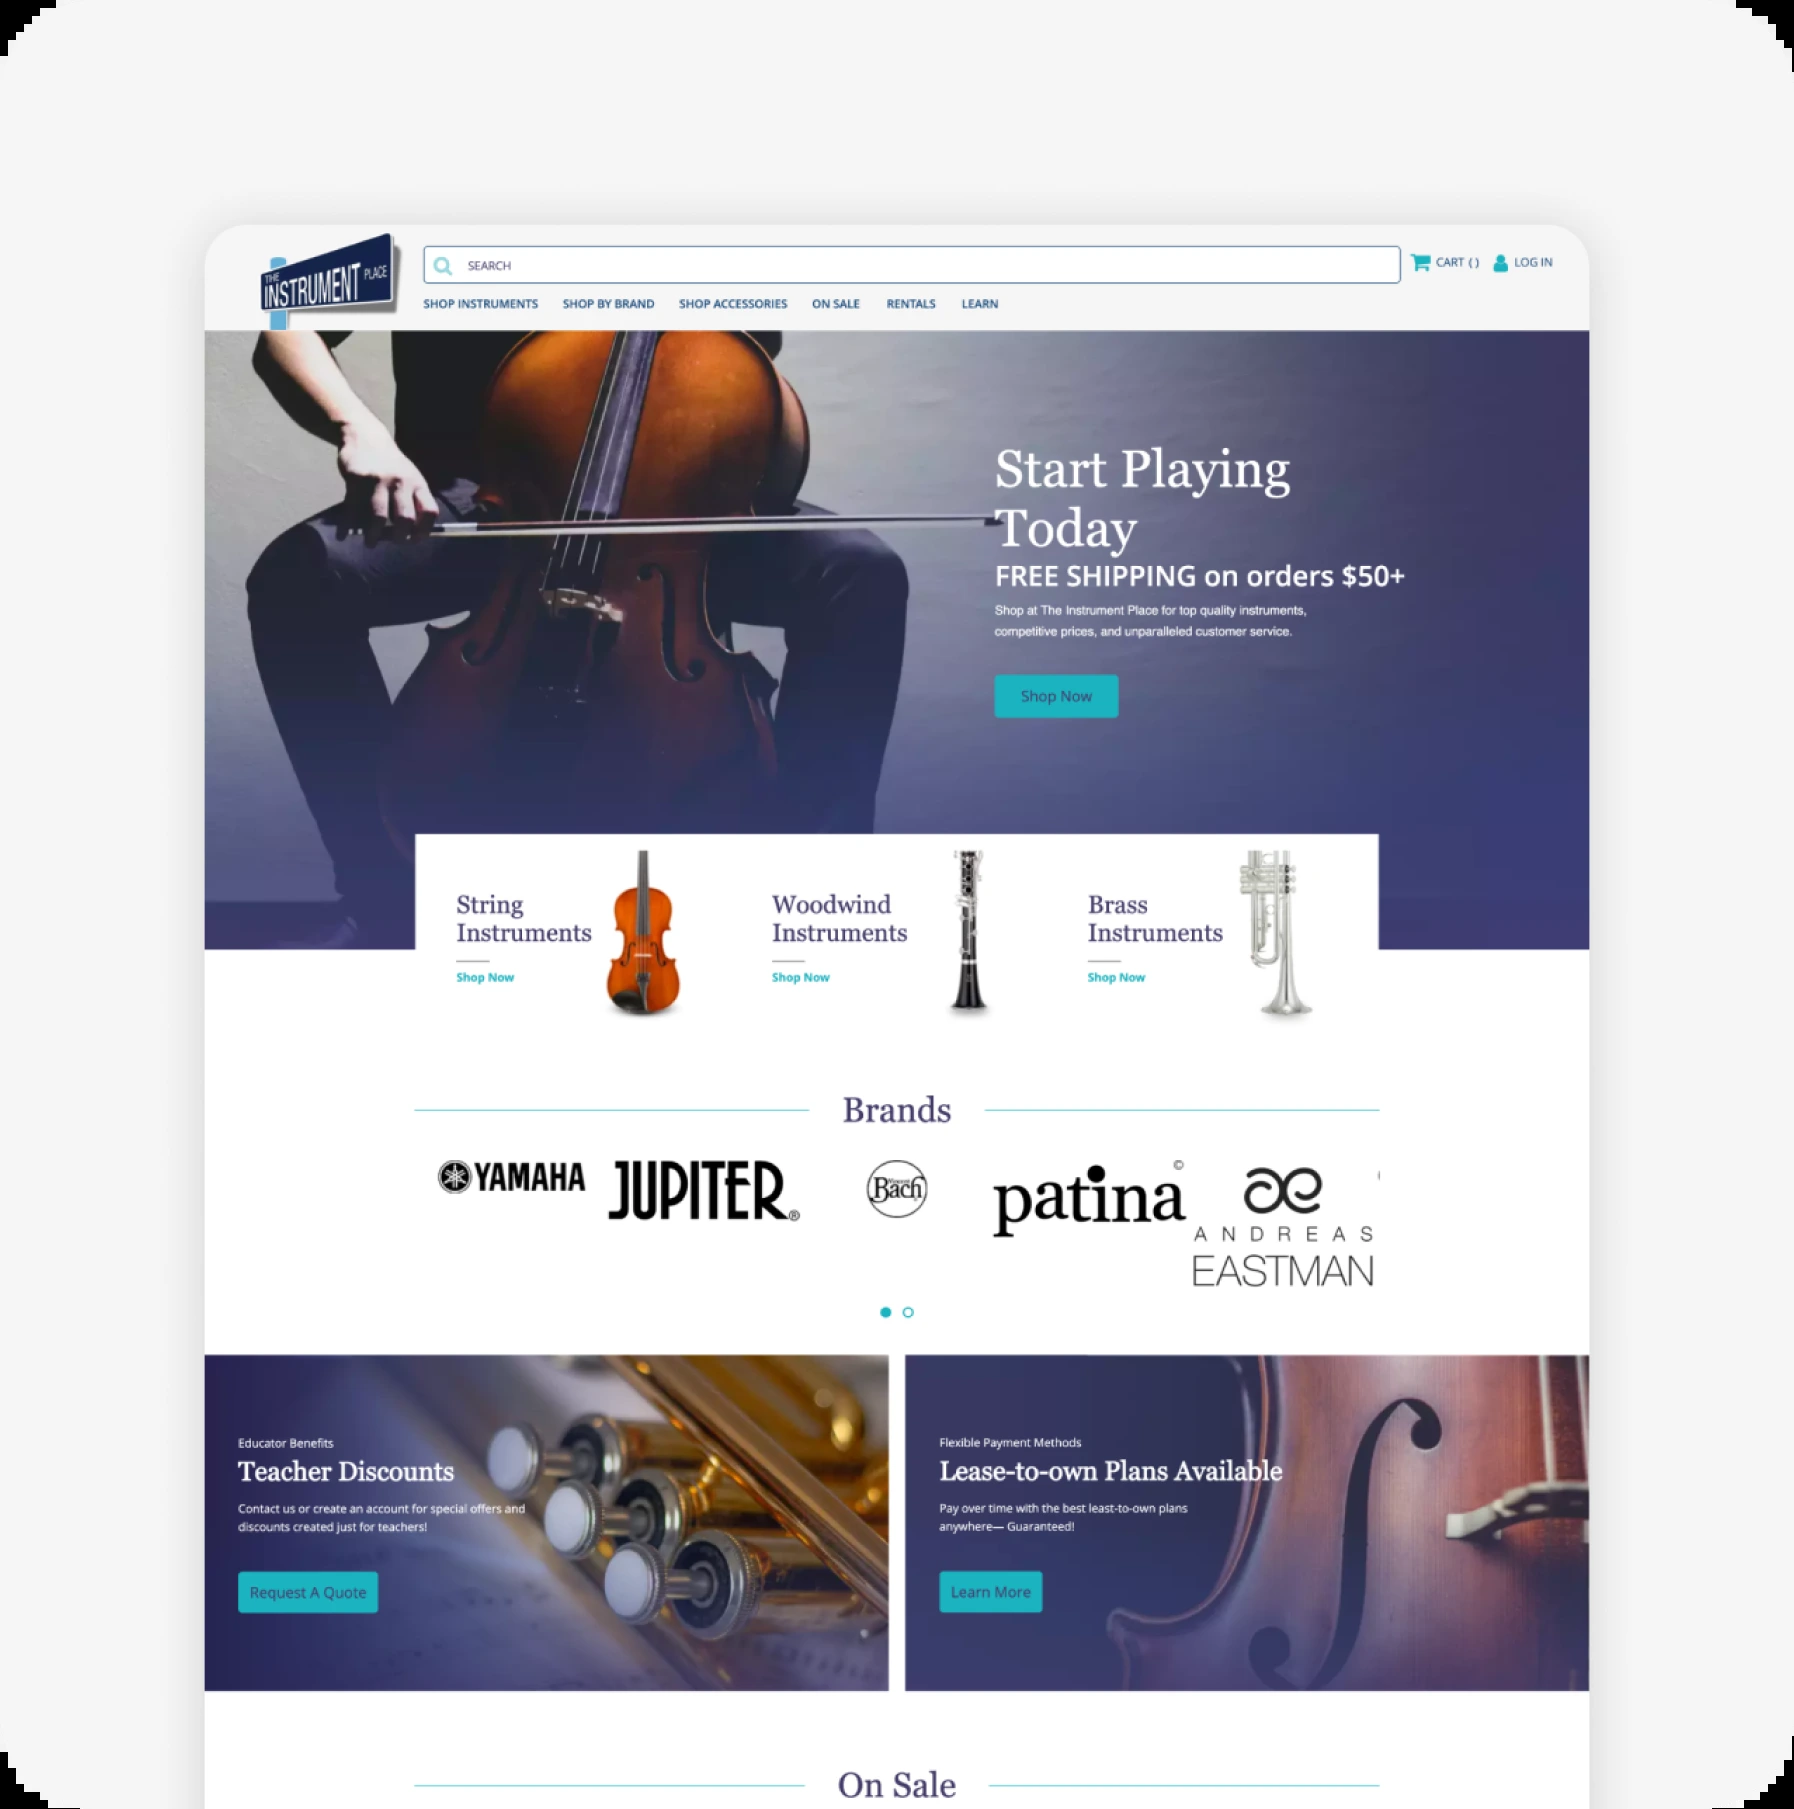 THE
INSTRUMENT PLACE
SEARCH
CART ( )
LOG IN
SHOP INSTRUMENTS
SHOP BY BRAND
SHOP ACCESSORIES
ON SALE
RENTALS
LEARN
Start Playing
Today
FREE SHIPPING on orders $50+
Shop at The Instrument Place for top quality instruments,
competitive prices, and unparalleled customer service.
Shop Now
String
Instruments
Shop Now
Woodwind
Instruments
Shop Now
Brass
Instruments
Shop Now
Brands
YAMAHA
JUPITER®
Bach
patina©
ANDREAS
EASTMAN
Educator Benefits
Teacher Discounts
Contact us or create an account for special offers and
discounts created just for teachers!
Request A Quote
Flexible Payment Methods
Lease-to-own Plans Available
Pay over time with the best least-to-own plans
anywhere— Guaranteed!
Learn More
On Sale